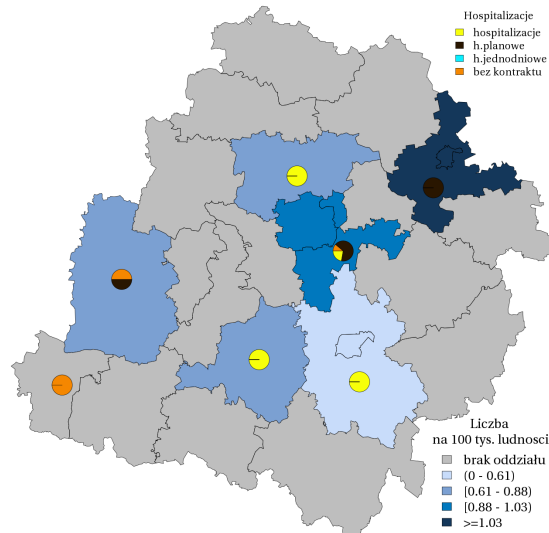 Hospitalizacje
hospitalizacje
h.planowe
h.jednodniowe
bez kontraktu
Liczba
na 100 tys. ludnosci
brak oddziału
(0 - 0.61)
[0.61 - 0.88)
[0.88 - 1.03)
>=1.03